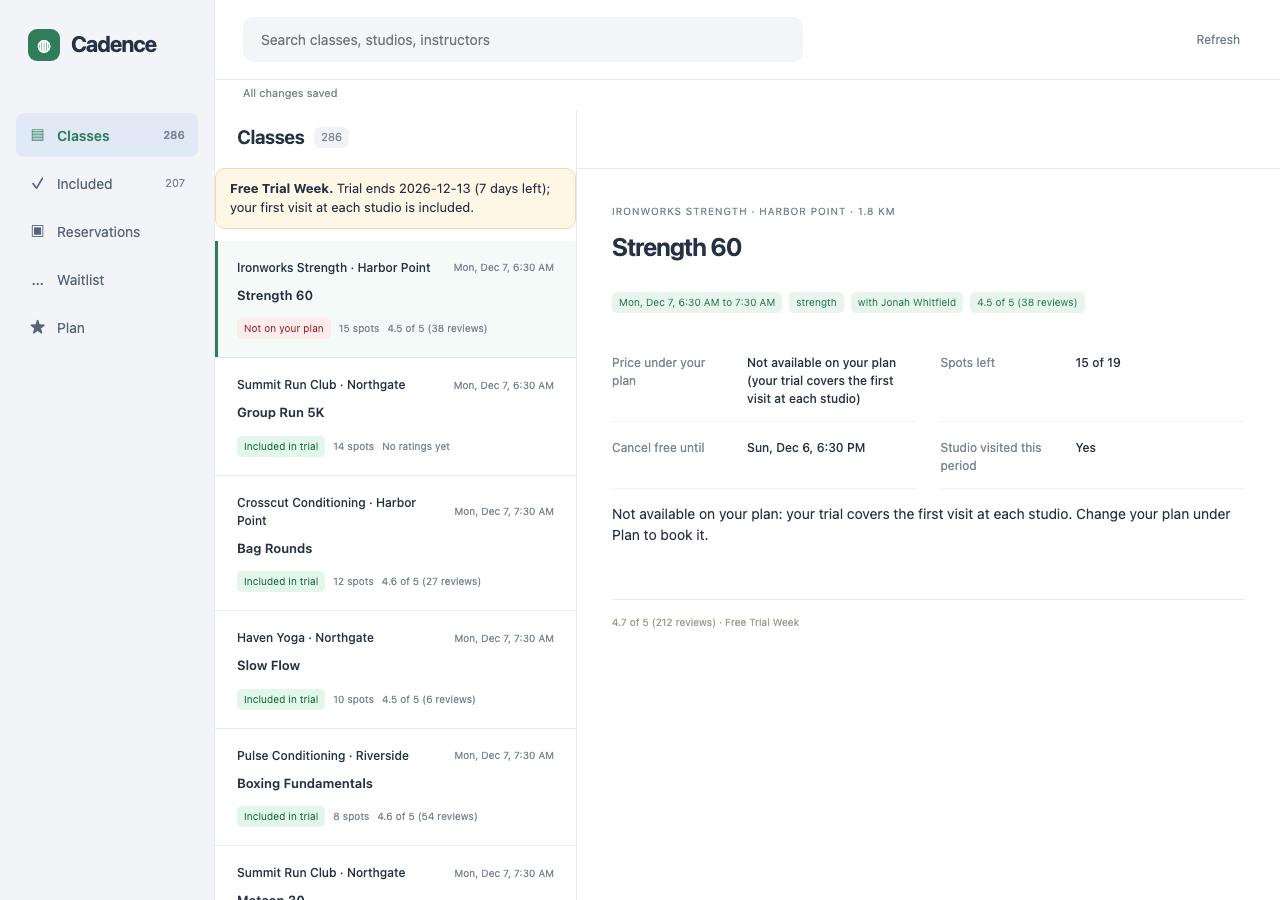 Cadence
Classes 286
Included 207
Reservations
Waitlist
Plan
Search classes, studios, instructors
Refresh
All changes saved
Classes 286
Free Trial Week. Trial ends 2026-12-13 (7 days left);
your first visit at each studio is included.
Ironworks Strength · Harbor Point Mon, Dec 7, 6:30 AM
Strength 60
Not on your plan 15 spots 4.5 of 5 (38 reviews)
Summit Run Club · Northgate Mon, Dec 7, 6:30 AM
Group Run 5K
Included in trial 14 spots No ratings yet
Crosscut Conditioning · Harbor
Point
Mon, Dec 7, 7:30 AM
Bag Rounds
Included in trial 12 spots 4.6 of 5 (27 reviews)
Haven Yoga · Northgate Mon, Dec 7, 7:30 AM
Slow Flow
Included in trial 10 spots 4.5 of 5 (6 reviews)
Pulse Conditioning · Riverside Mon, Dec 7, 7:30 AM
Boxing Fundamentals
Included in trial 8 spots 4.6 of 5 (54 reviews)
Summit Run Club · Northgate Mon, Dec 7, 7:30 AM
Metcon 30
IRONWORKS STRENGTH · HARBOR POINT · 1.8 KM
Strength 60
Mon, Dec 7, 6:30 AM to 7:30 AM strength with Jonah Whitfield 4.5 of 5 (38 reviews)
Price under your
plan
Not available on your plan
(your trial covers the first
visit at each studio)
Spots left 15 of 19
Cancel free until Sun, Dec 6, 6:30 PM
Studio visited this
period
Yes
Not available on your plan: your trial covers the first visit at each studio. Change your plan under
Plan to book it.
4.7 of 5 (212 reviews) · Free Trial Week